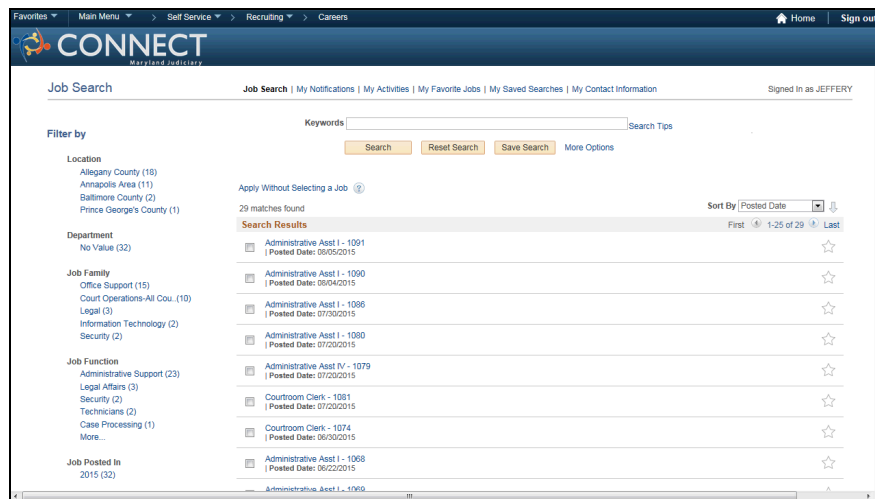 Favorites Main Menu > Self Service > Recruiting > Careers Home | Sign out
CONNECT
Maryland Judiciary
Job Search
Job Search | My Notifications | My Activities | My Favorite Jobs | My Saved Searches | My Contact Information
Signed In as JEFFERY
Keywords Search Tips
Search Reset Search Save Search More Options
Filter by
Location
Allegany County (18)
Annapolis Area (11)
Baltimore County (2)
Prince George's County (1)
Department
No Value (32)
Job Family
Office Support (15)
Court Operations-All Cou..(10)
Legal (3)
Information Technology (2)
Security (2)
Job Function
Administrative Support (23)
Legal Affairs (3)
Security (2)
Technicians (2)
Case Processing (1)
More...
Job Posted In
2015 (32)
Apply Without Selecting a Job ?
29 matches found Sort By Posted Date
Search Results First 1-25 of 29 Last
Administrative Asst I - 1091
| Posted Date: 08/05/2015
Administrative Asst I - 1090
| Posted Date: 08/04/2015
Administrative Asst I - 1086
| Posted Date: 07/30/2015
Administrative Asst I - 1080
| Posted Date: 07/20/2015
Administrative Asst IV - 1079
| Posted Date: 07/20/2015
Courtroom Clerk - 1081
| Posted Date: 07/20/2015
Courtroom Clerk - 1074
| Posted Date: 06/30/2015
Administrative Asst I - 1068
| Posted Date: 06/22/2015
Administrative Asst I - 1069